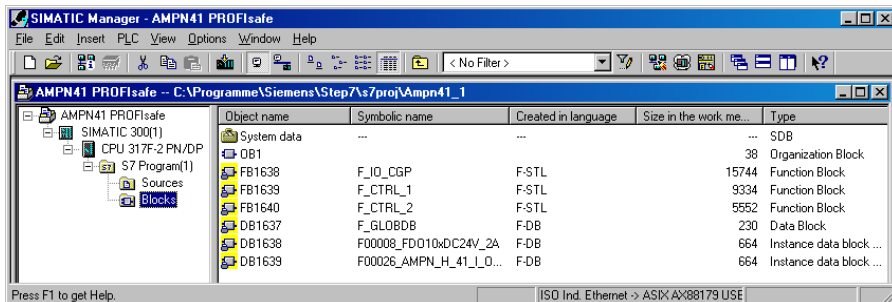 SIMATIC Manager - AMPN41 PROFIsafe
File Edit Insert PLC View Options Window Help
< No Filter >
AMPN41 PROFIsafe -- C:\Programme\Siemens\Step7\s7proj\Ampn41_1
AMPN41 PROFIsafe
SIMATIC 300(1)
CPU 317F-2 PN/DP
S7 Program(1)
Sources
Blocks
Object name Symbolic name Created in language Size in the work me... Type
System data --- --- --- SDB
OB1 38 Organization Block
FB1638 F_IO_CGP F-STL 15744 Function Block
FB1639 F_CTRL_1 F-STL 9334 Function Block
FB1640 F_CTRL_2 F-STL 5552 Function Block
DB1637 F_GLOBDB F-DB 230 Data Block
DB1638 F00008_FDO10xDC24V_2A F-DB 664 Instance data block ...
DB1639 F00026_AMPN_H_41_I_O... F-DB 664 Instance data block ...
Press F1 to get Help. ISO Ind. Ethernet -> ASIX AX88179 USE